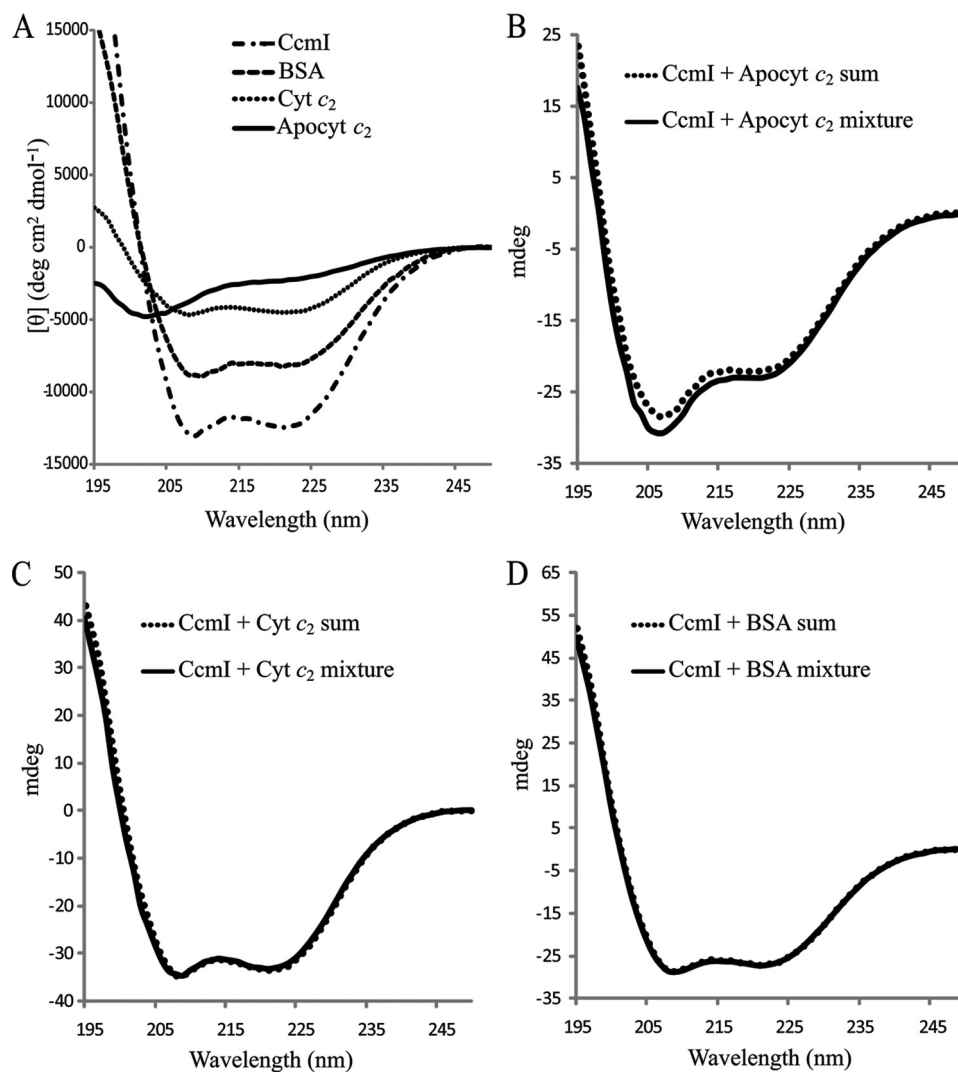 A
15000
10000
5000
0
-5000
-10000
-15000
[θ] (deg cm² dmol⁻¹)
CcmI
BSA
Cyt c₂
Apocyt c₂
195 205 215 225 235 245
Wavelength (nm)
B
25
15
5
-5
-15
-25
-35
mdeg
CcmI + Apocyt c₂ sum
CcmI + Apocyt c₂ mixture
195 205 215 225 235 245
Wavelength (nm)
C
50
40
30
20
10
0
-10
-20
-30
-40
mdeg
CcmI + Cyt c₂ sum
CcmI + Cyt c₂ mixture
195 205 215 225 235 245
Wavelength (nm)
D
65
55
45
35
25
15
5
-5
-15
-25
-35
mdeg
CcmI + BSA sum
CcmI + BSA mixture
195 205 215 225 235 245
Wavelength (nm)